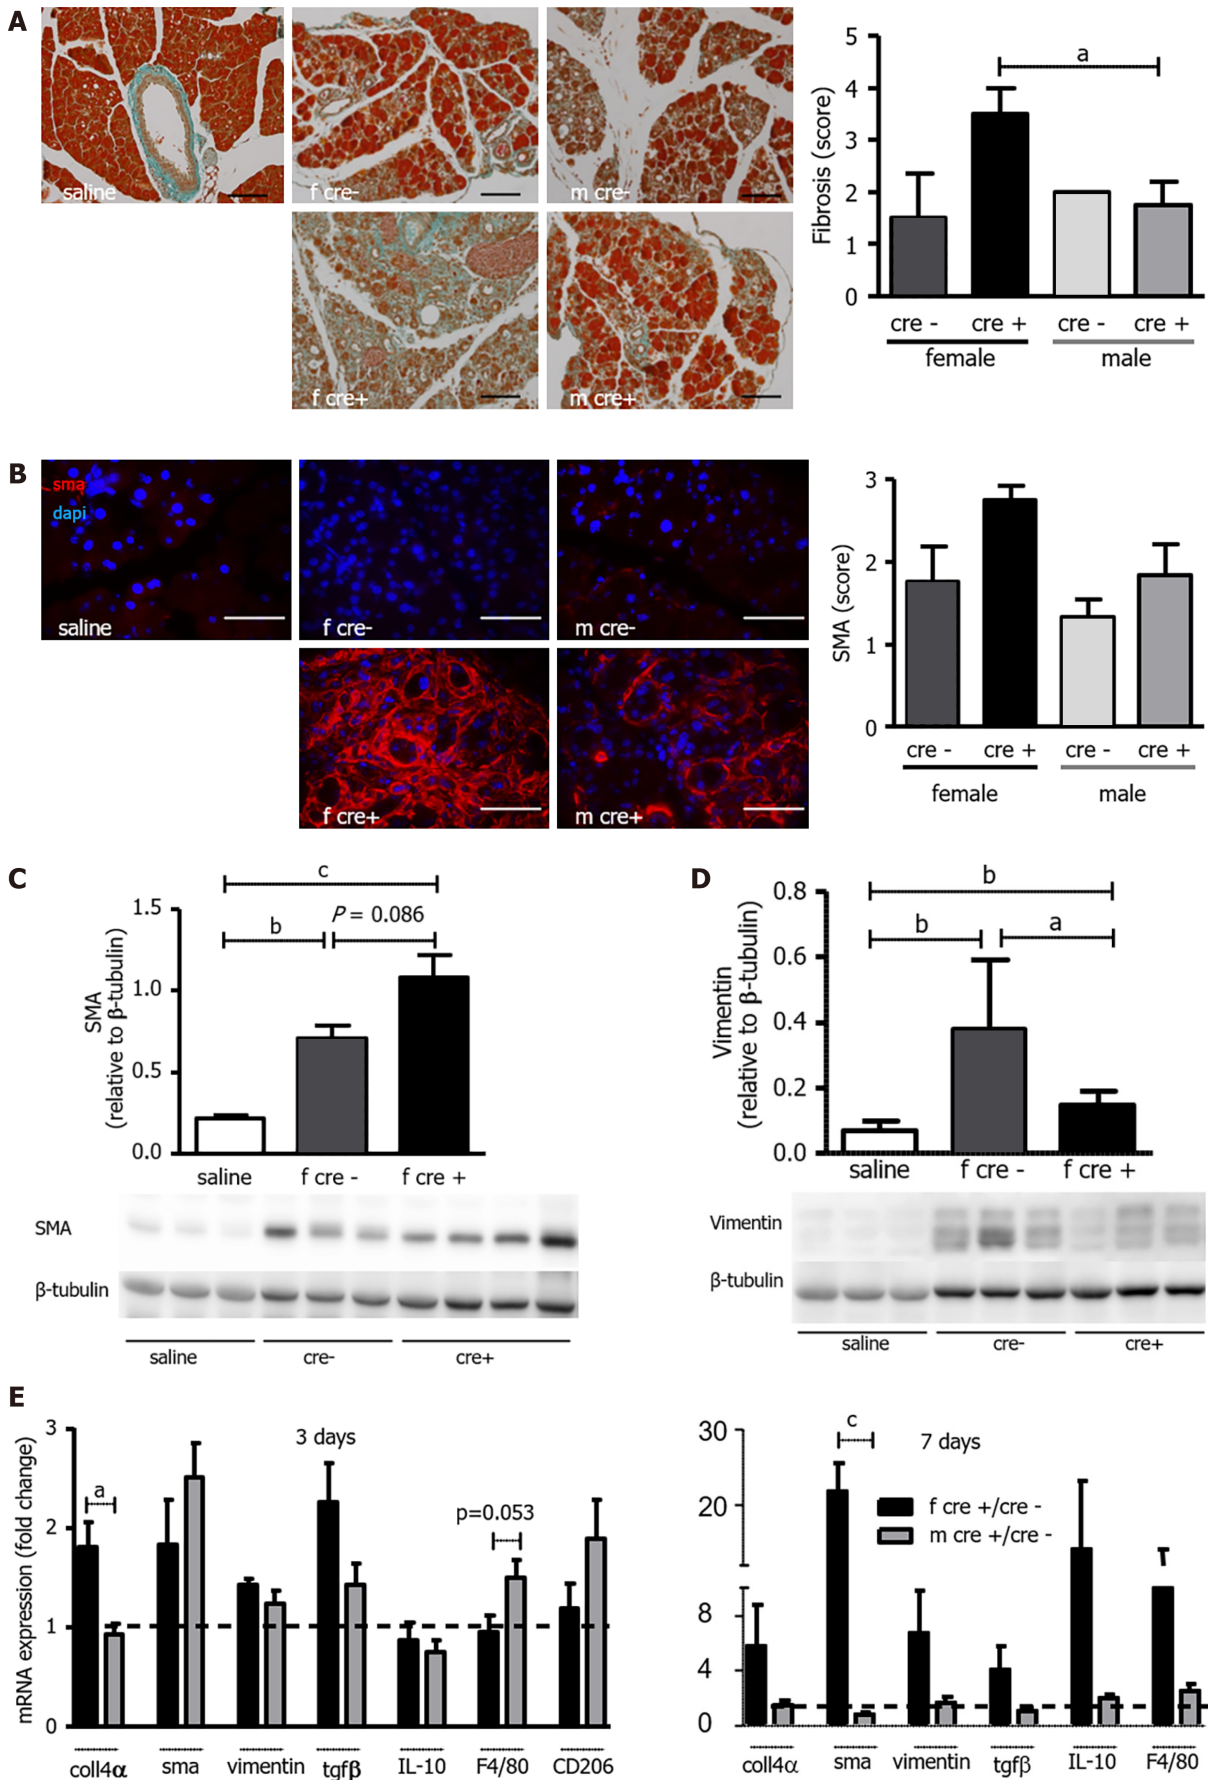 A
saline
f cre-
m cre-
f cre+
m cre+
Fibrosis (score)
5
4
3
2
1
0
a
cre - cre + cre - cre +
female male
B
sma
dapi
saline
f cre-
m cre-
f cre+
m cre+
SMA (score)
3
2
1
0
cre - cre + cre - cre +
female male
C
SMA
(relative to β-tubulin)
1.5
1.0
0.5
0.0
c
b
P = 0.086
saline f cre - f cre +
SMA
β-tubulin
saline cre- cre+
D
Vimentin
(relative to β-tubulin)
0.8
0.6
0.4
0.2
0.0
b
b
a
saline f cre - f cre +
Vimentin
β-tubulin
saline cre- cre+
E
mRNA expression (fold change)
3
2
1
0
3 days
a
p=0.053
coll4α sma vimentin tgfβ IL-10 F4/80 CD206
30
20
8
4
0
c
7 days
f cre +/cre -
m cre +/cre -
coll4α sma vimentin tgfβ IL-10 F4/80